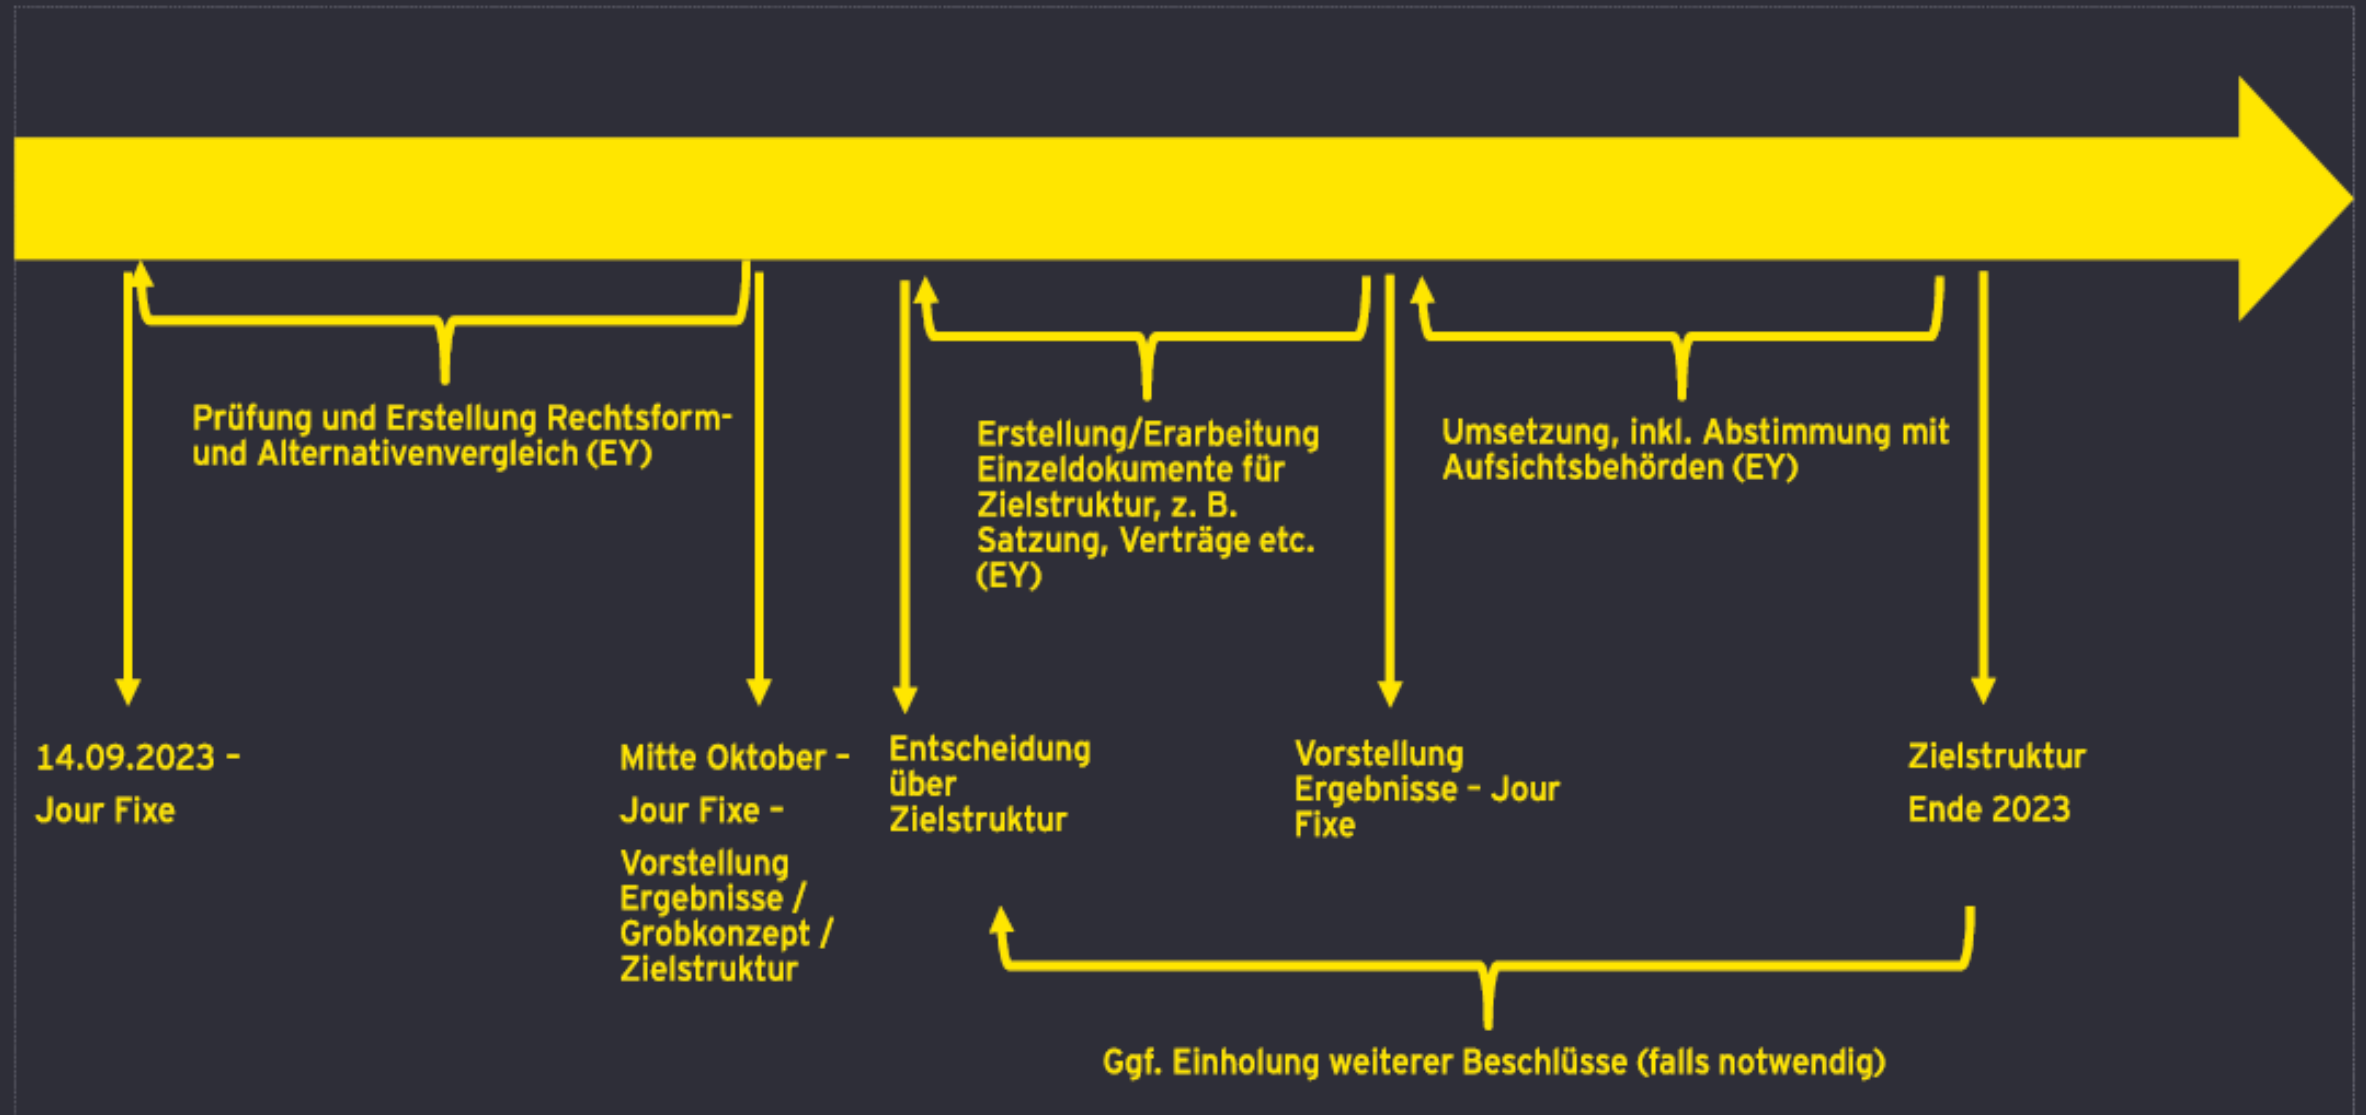 Prüfung und Erstellung Rechtsform-
und Alternativenvergleich (EY)
Erstellung/Erarbeitung
Einzeldokumente für
Zielstruktur, z. B.
Satzung, Verträge etc.
(EY)
Umsetzung, inkl. Abstimmung mit
Aufsichtsbehörden (EY)
14.09.2023 –
Jour Fixe
Mitte Oktober –
Jour Fixe –
Vorstellung
Ergebnisse /
Grobkonzept /
Zielstruktur
Entscheidung
über
Zielstruktur
Vorstellung
Ergebnisse – Jour
Fixe
Zielstruktur
Ende 2023
Ggf. Einholung weiterer Beschlüsse (falls notwendig)